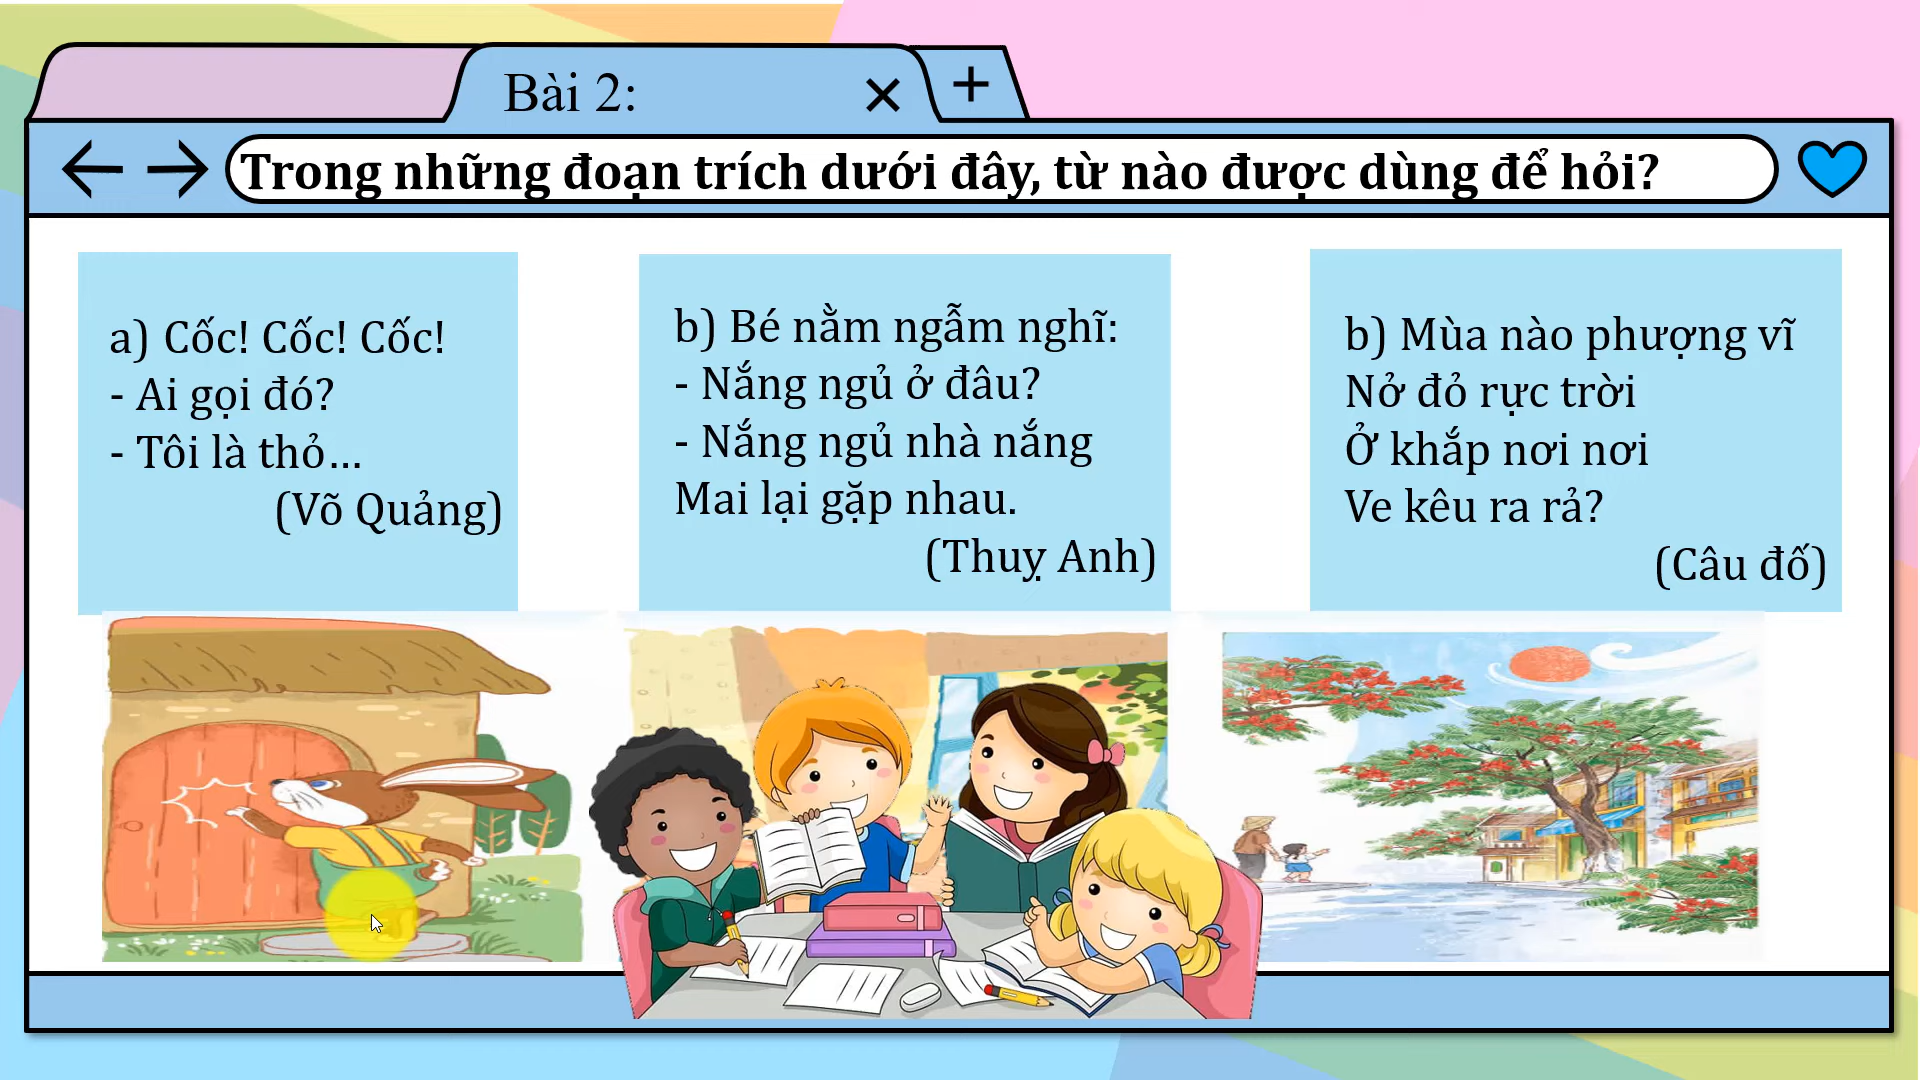 Bài 2:
Trong những đoạn trích dưới đây, từ nào được dùng để hỏi?
a) Cốc! Cốc! Cốc!
- Ai gọi đó?
- Tôi là thỏ...
(Võ Quảng)
b) Bé nằm ngẫm nghĩ:
- Nắng ngủ ở đâu?
- Nắng ngủ nhà nắng
Mai lại gặp nhau.
(Thuỵ Anh)
b) Mùa nào phượng vĩ
Nở đỏ rực trời
Ở khắp nơi nơi
Ve kêu ra rả?
(Câu đố)